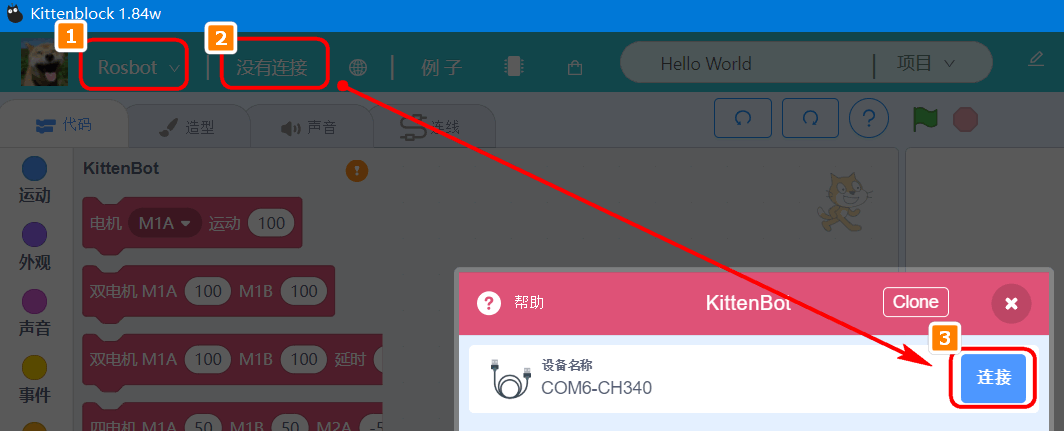 Kittenblock 1.84w
1
2
Rosbot 没有连接 例子 Hello World 项目
代码 造型 声音 连线
运动
外观
声音
事件
KittenBot
电机 M1A 运动 100
双电机 M1A 100 M1B 100
双电机 M1A 100 M1B 100 延时
四电机 M1A 50 M1B 50 M2A -5
帮助 KittenBot Clone
3
设备名称
COM6-CH340
连接